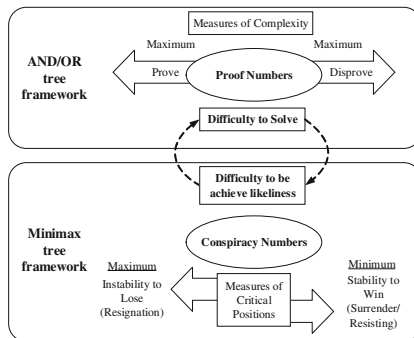 Measures of Complexity
Maximum
Maximum
AND/OR
tree
framework
Prove
Proof Numbers
Disprove
Difficulty to Solve
Difficulty to be
achieve likeliness
Minimax
tree
framework
Conspiracy Numbers
Maximum
Instability to
Lose
(Resignation)
Measures of
Critical
Positions
Minimum
Stability to
Win
(Surrender/
Resisting)